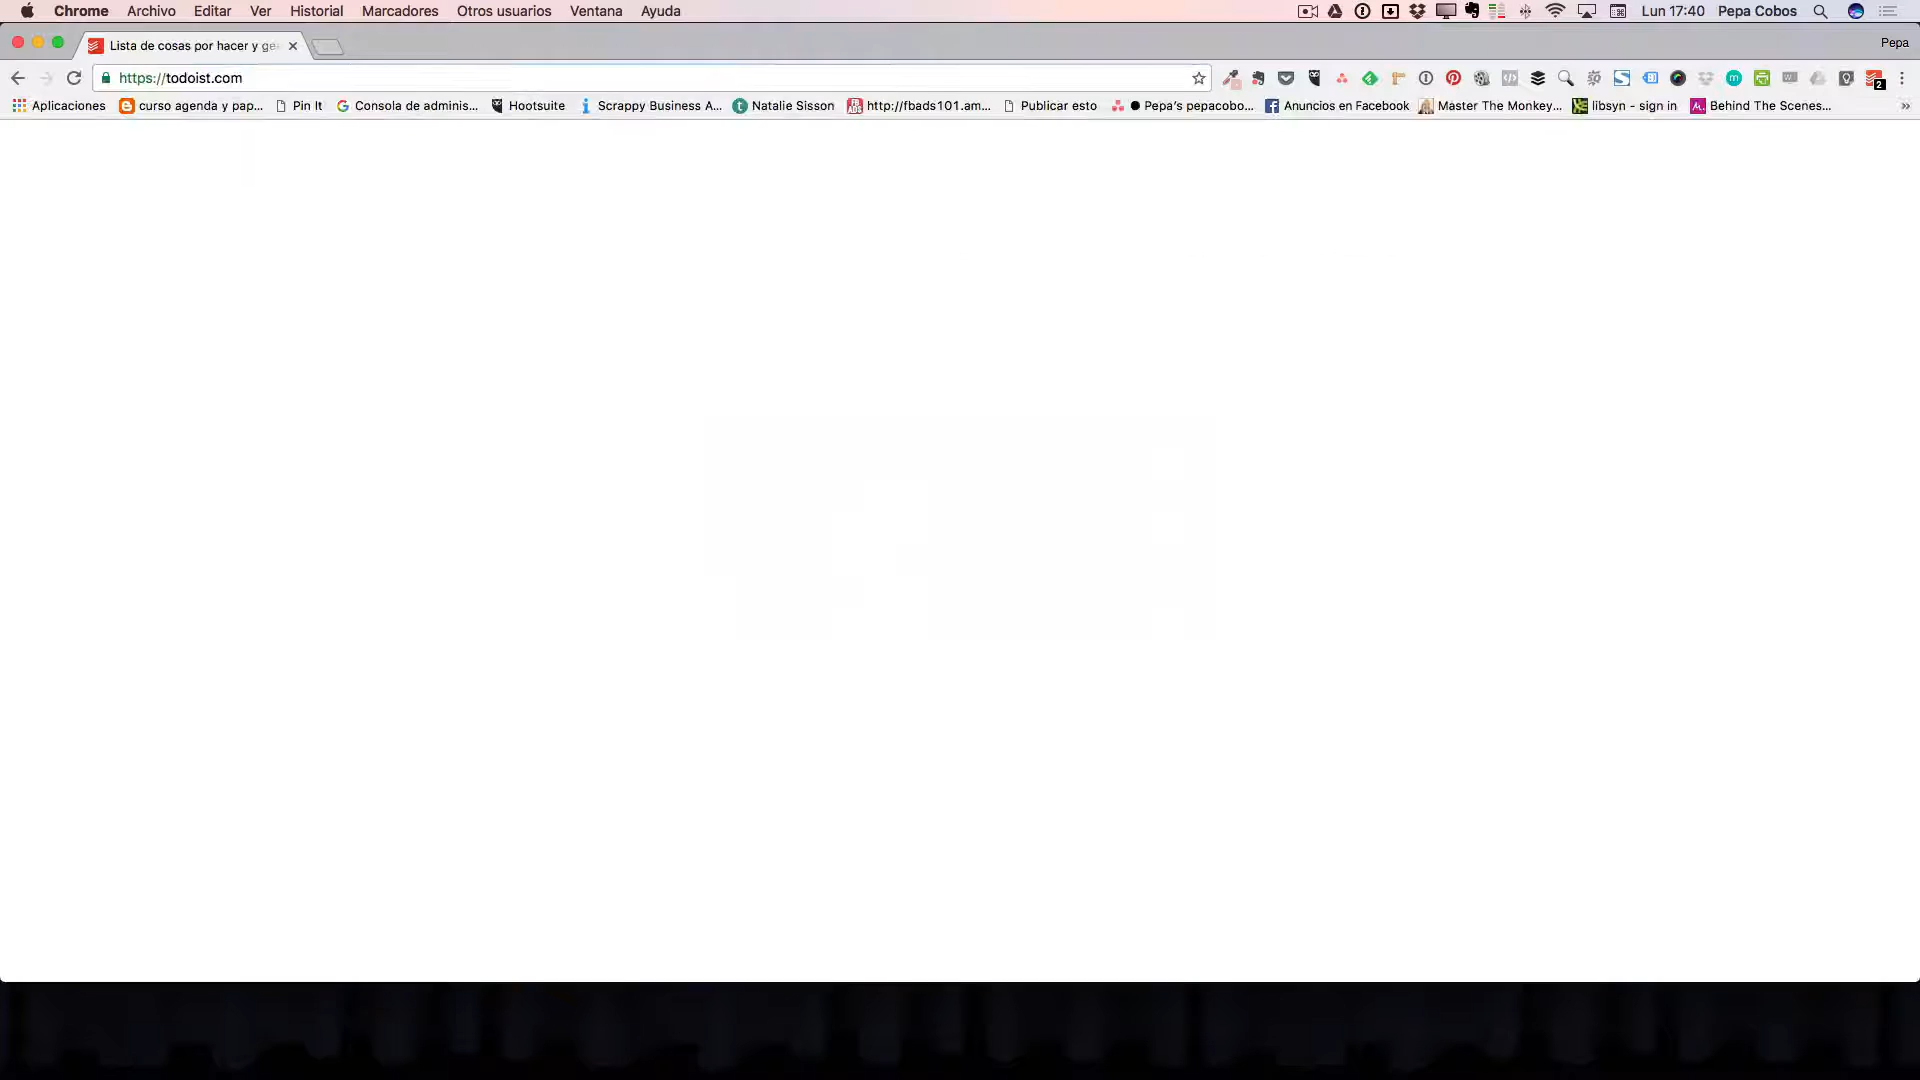 Chrome Archivo Editar Ver Historial Marcadores Otros usuarios Ventana Ayuda Lun 17:40 Pepa Cobos
Lista de cosas por hacer y ge Pepa
https://todoist.com 2
Aplicaciones curso agenda y pap... Pin It Consola de adminis... Hootsuite Scrappy Business A... Natalie Sisson http://fbads101.am... Publicar esto Pepa's pepacobo... Anuncios en Facebook Master The Monkey... libsyn - sign in Behind The Scenes... »